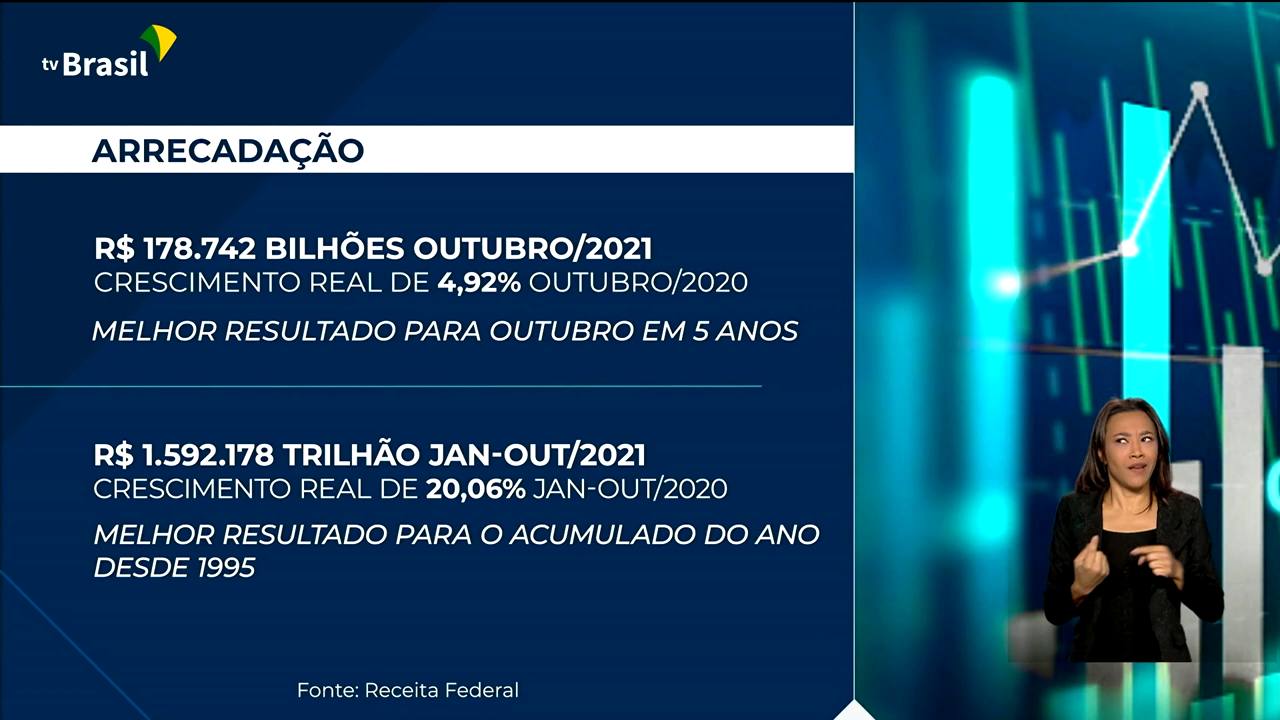 tv Brasil
ARRECADAÇÃO
R$ 178.742 BILHÕES OUTUBRO/2021
CRESCIMENTO REAL DE 4,92% OUTUBRO/2020
MELHOR RESULTADO PARA OUTUBRO EM 5 ANOS
R$ 1.592.178 TRILHÃO JAN-OUT/2021
CRESCIMENTO REAL DE 20,06% JAN-OUT/2020
MELHOR RESULTADO PARA O ACUMULADO DO ANO
DESDE 1995
Fonte: Receita Federal